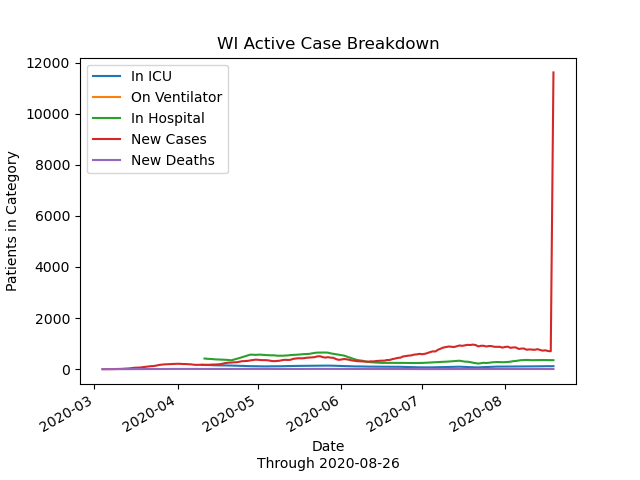 WI Active Case Breakdown
In ICU
On Ventilator
In Hospital
New Cases
New Deaths
Patients in Category
12000
10000
8000
6000
4000
2000
0
2020-03
2020-04
2020-05
2020-06
2020-07
2020-08
Date
Through 2020-08-26